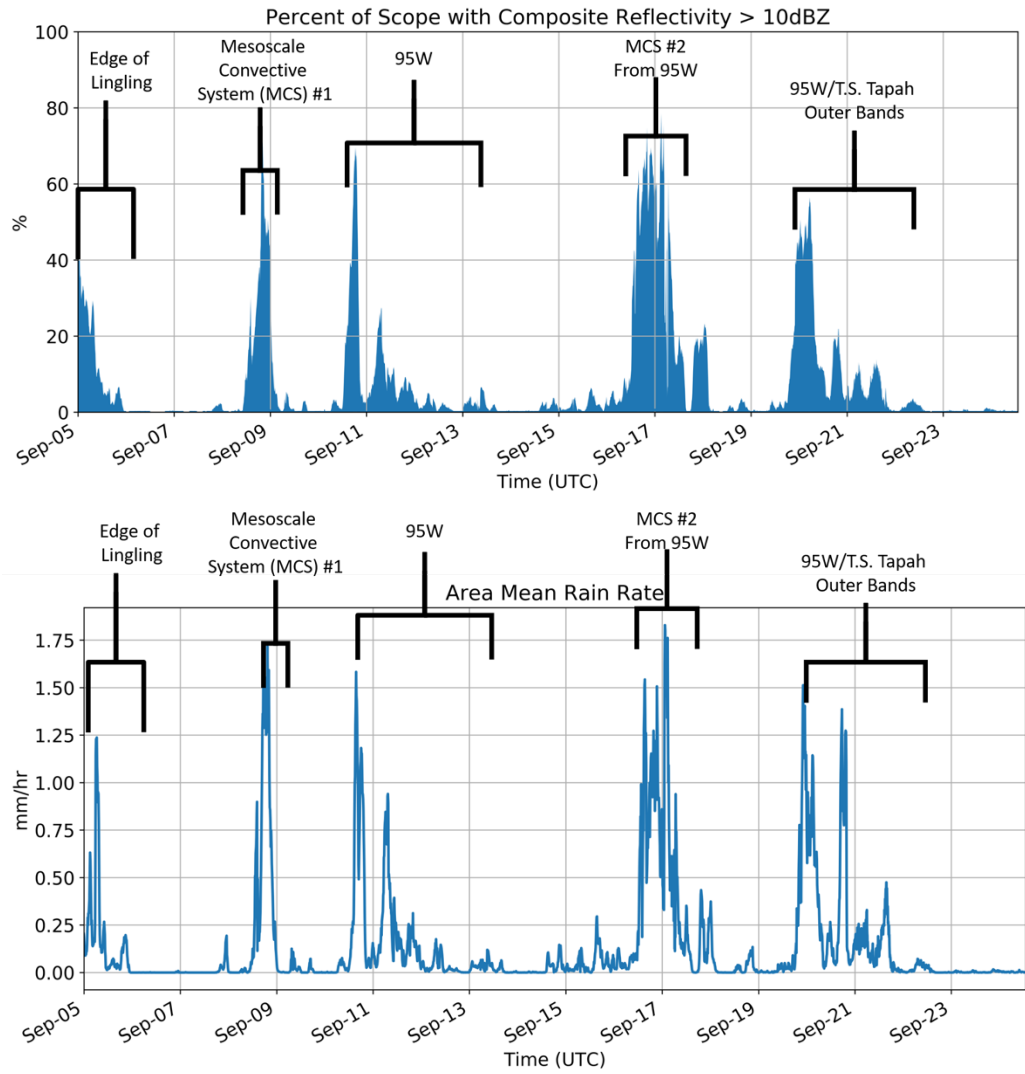 Percent of Scope with Composite Reflectivity > 10dBZ
Edge of
Lingling
Mesoscale
Convective
System (MCS) #1
95W
MCS #2
From 95W
95W/T.S. Tapah
Outer Bands
100
80
60
40
20
0
%
Sep-05
Sep-07
Sep-09
Sep-11
Sep-13
Sep-15
Sep-17
Sep-19
Sep-21
Sep-23
Time (UTC)
Edge of
Lingling
Mesoscale
Convective
System (MCS) #1
95W
MCS #2
From 95W
95W/T.S. Tapah
Outer Bands
Area Mean Rain Rate
1.75
1.50
1.25
1.00
0.75
0.50
0.25
0.00
mm/hr
Sep-05
Sep-07
Sep-09
Sep-11
Sep-13
Sep-15
Sep-17
Sep-19
Sep-21
Sep-23
Time (UTC)